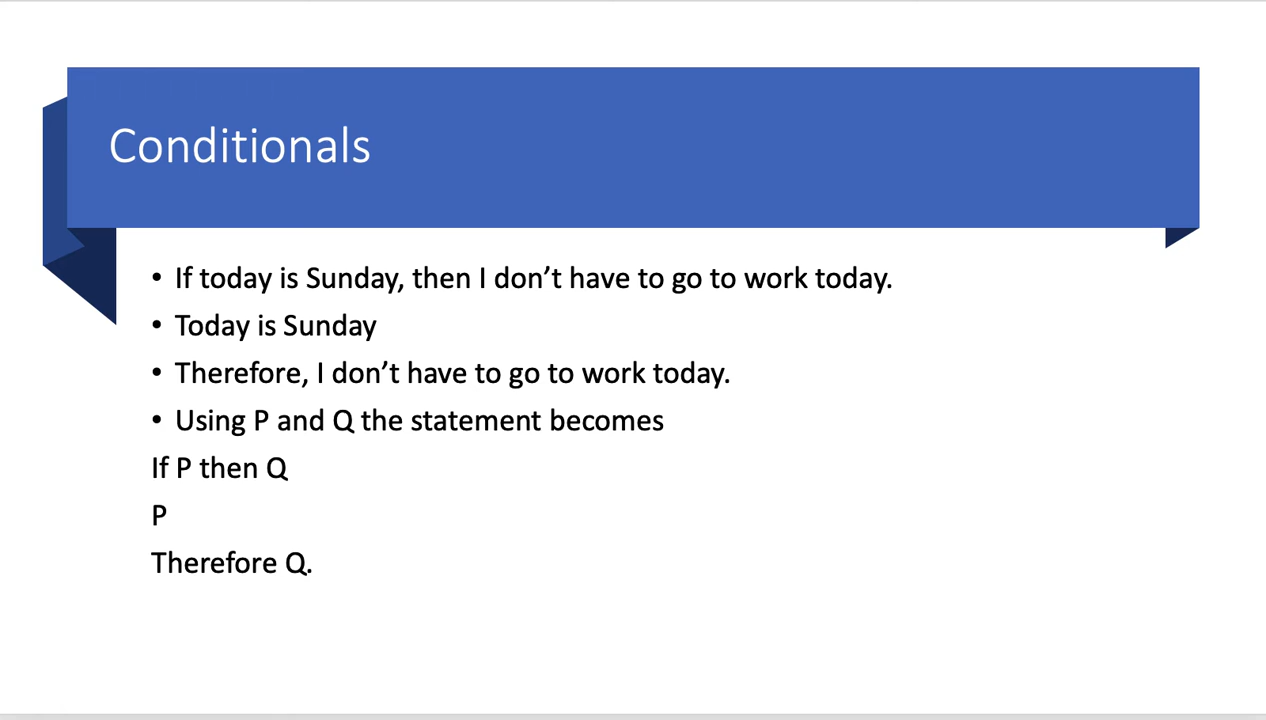 Conditionals
• If today is Sunday, then I don’t have to go to work today.
• Today is Sunday
• Therefore, I don’t have to go to work today.
• Using P and Q the statement becomes
If P then Q
P
Therefore Q.